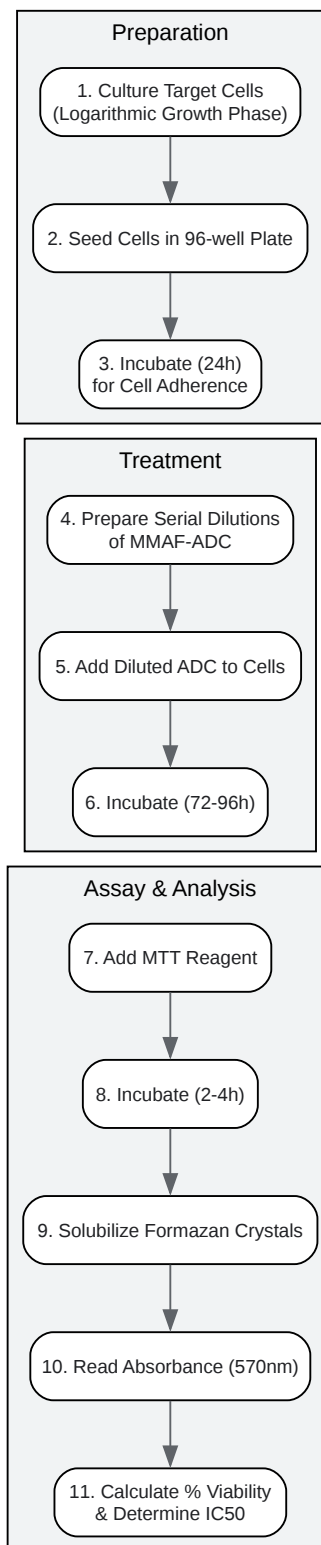 Preparation
1. Culture Target Cells
(Logarithmic Growth Phase)
2. Seed Cells in 96-well Plate
3. Incubate (24h)
for Cell Adherence
Treatment
4. Prepare Serial Dilutions
of MMAF-ADC
5. Add Diluted ADC to Cells
6. Incubate (72-96h)
Assay & Analysis
7. Add MTT Reagent
8. Incubate (2-4h)
9. Solubilize Formazan Crystals
10. Read Absorbance (570nm)
11. Calculate % Viability
& Determine IC50